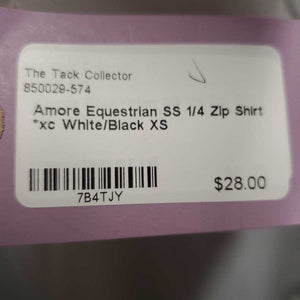 The Tack Collector
850029-574
Amore Equestrian SS 1/4 Zip Shirt
*xc White/Black XS
7B4TJY
$28.00